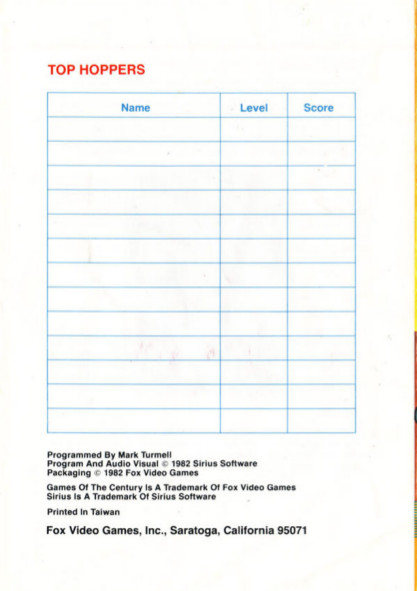 TOP HOPPERS
Name Level Score
Programmed By Mark Turmell
Program And Audio Visual © 1982 Sirius Software
Packaging © 1982 Fox Video Games
Games Of The Century Is A Trademark Of Fox Video Games
Sirius Is A Trademark Of Sirius Software
Printed In Taiwan
Fox Video Games, Inc., Saratoga, California 95071